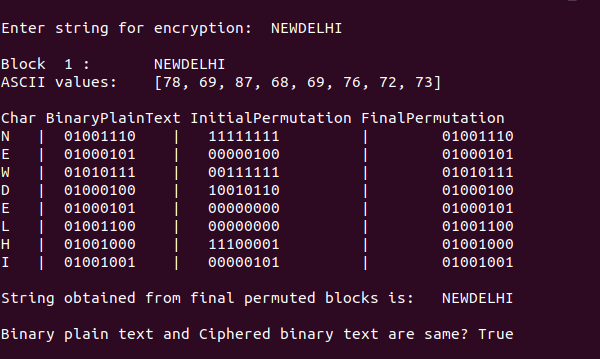 Enter string for encryption:  NEWDELHI
Block  1 :       NEWDELHI
ASCII values:    [78, 69, 87, 68, 69, 76, 72, 73]
Char BinaryPlainText InitialPermutation FinalPermutation
N   |  01001110    |   11111111            |        01001110
E   |  01000101    |   00000100            |        01000101
W   |  01010111    |   00111111            |        01010111
D   |  01000100    |   10010110            |        01000100
E   |  01000101    |   00000000            |        01000101
L   |  01001100    |   00000000            |        01001100
H   |  01001000    |   11100001            |        01001000
I   |  01001001    |   00000101            |        01001001
String obtained from final permuted blocks is:   NEWDELHI
Binary plain text and Ciphered binary text are same? True